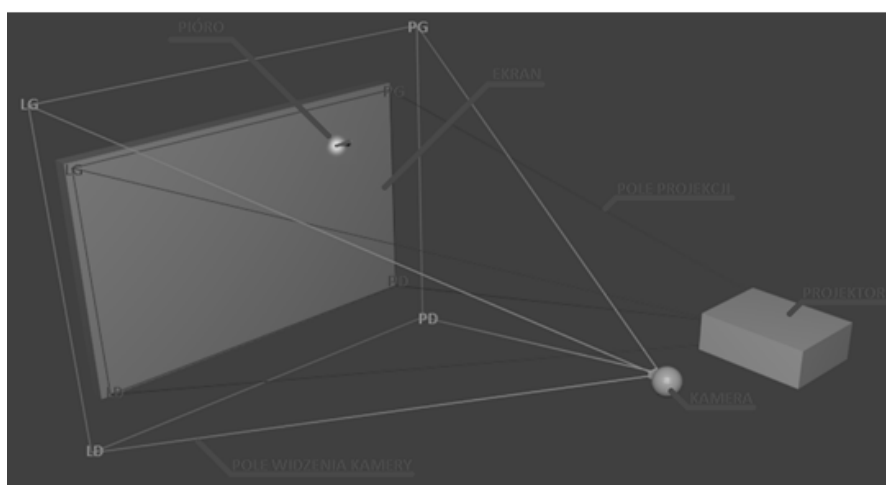 PIÓRO
PG
EKRAN
LG
PG
LG
POLE PROJEKCJI
PD
PROJEKTOR
PD
LD
KAMERA
LD
POLE WIDZENIA KAMERY